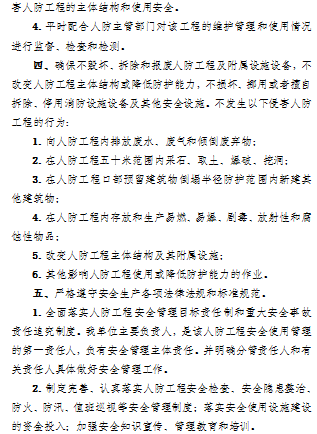 害人防工程的主体结构和使用安全。
4. 平时配合人防主管部门对该工程的维护管理和使用情况
进行监督、检查和检测。
四、确保不毁坏、拆除和报废人防工程及附属设施设备，不
改变人防工程主体结构或降低防护能力，不损坏、挪用或者擅自
拆除、停用消防设施设备及其他安全设施。不发生以下侵害人防
工程的行为：
1. 向人防工程内排放废水、废气和倾倒废弃物；
2. 在人防工程五十米范围内采石、取土、爆破、挖洞；
3. 在人防工程口部预留建筑物倒塌半径防护范围内新建其
他建筑物；
4. 在人防工程内存放和生产易燃、易爆、剧毒、放射性和腐
蚀性物品；
5. 改变人防工程主体结构及其附属设施；
6. 其他影响人防工程使用或降低防护能力的作业。
五、严格遵守安全生产各项法律法规和标准规范。
1. 全面落实人防工程安全管理目标责任制和重大安全事故
责任追究制度。我单位主要负责人，是该人防工程安全使用管理
的第一责任人，负有安全管理主体责任。并明确分管责任人和有
关责任人具体做好安全管理工作。
2. 制定完善、认真落实人防工程安全检查、安全隐患整治、
防火、防汛、值班巡视等安全管理制度；落实安全使用设施建设
的资金投入；加强安全知识宣传、管理教育和培训。